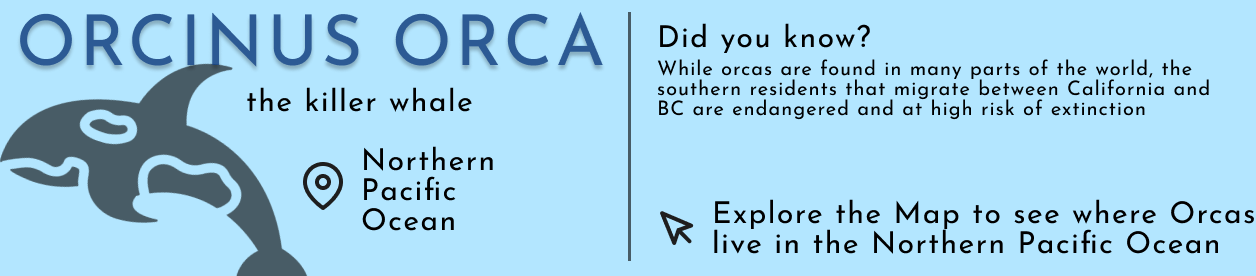 ORCINUS ORCA
the killer whale
Northern
Pacific
Ocean
Did you know?
While orcas are found in many parts of the world, the
southern residents that migrate between California and
BC are endangered and at high risk of extinction
Explore the Map to see where Orcas
live in the Northern Pacific Ocean